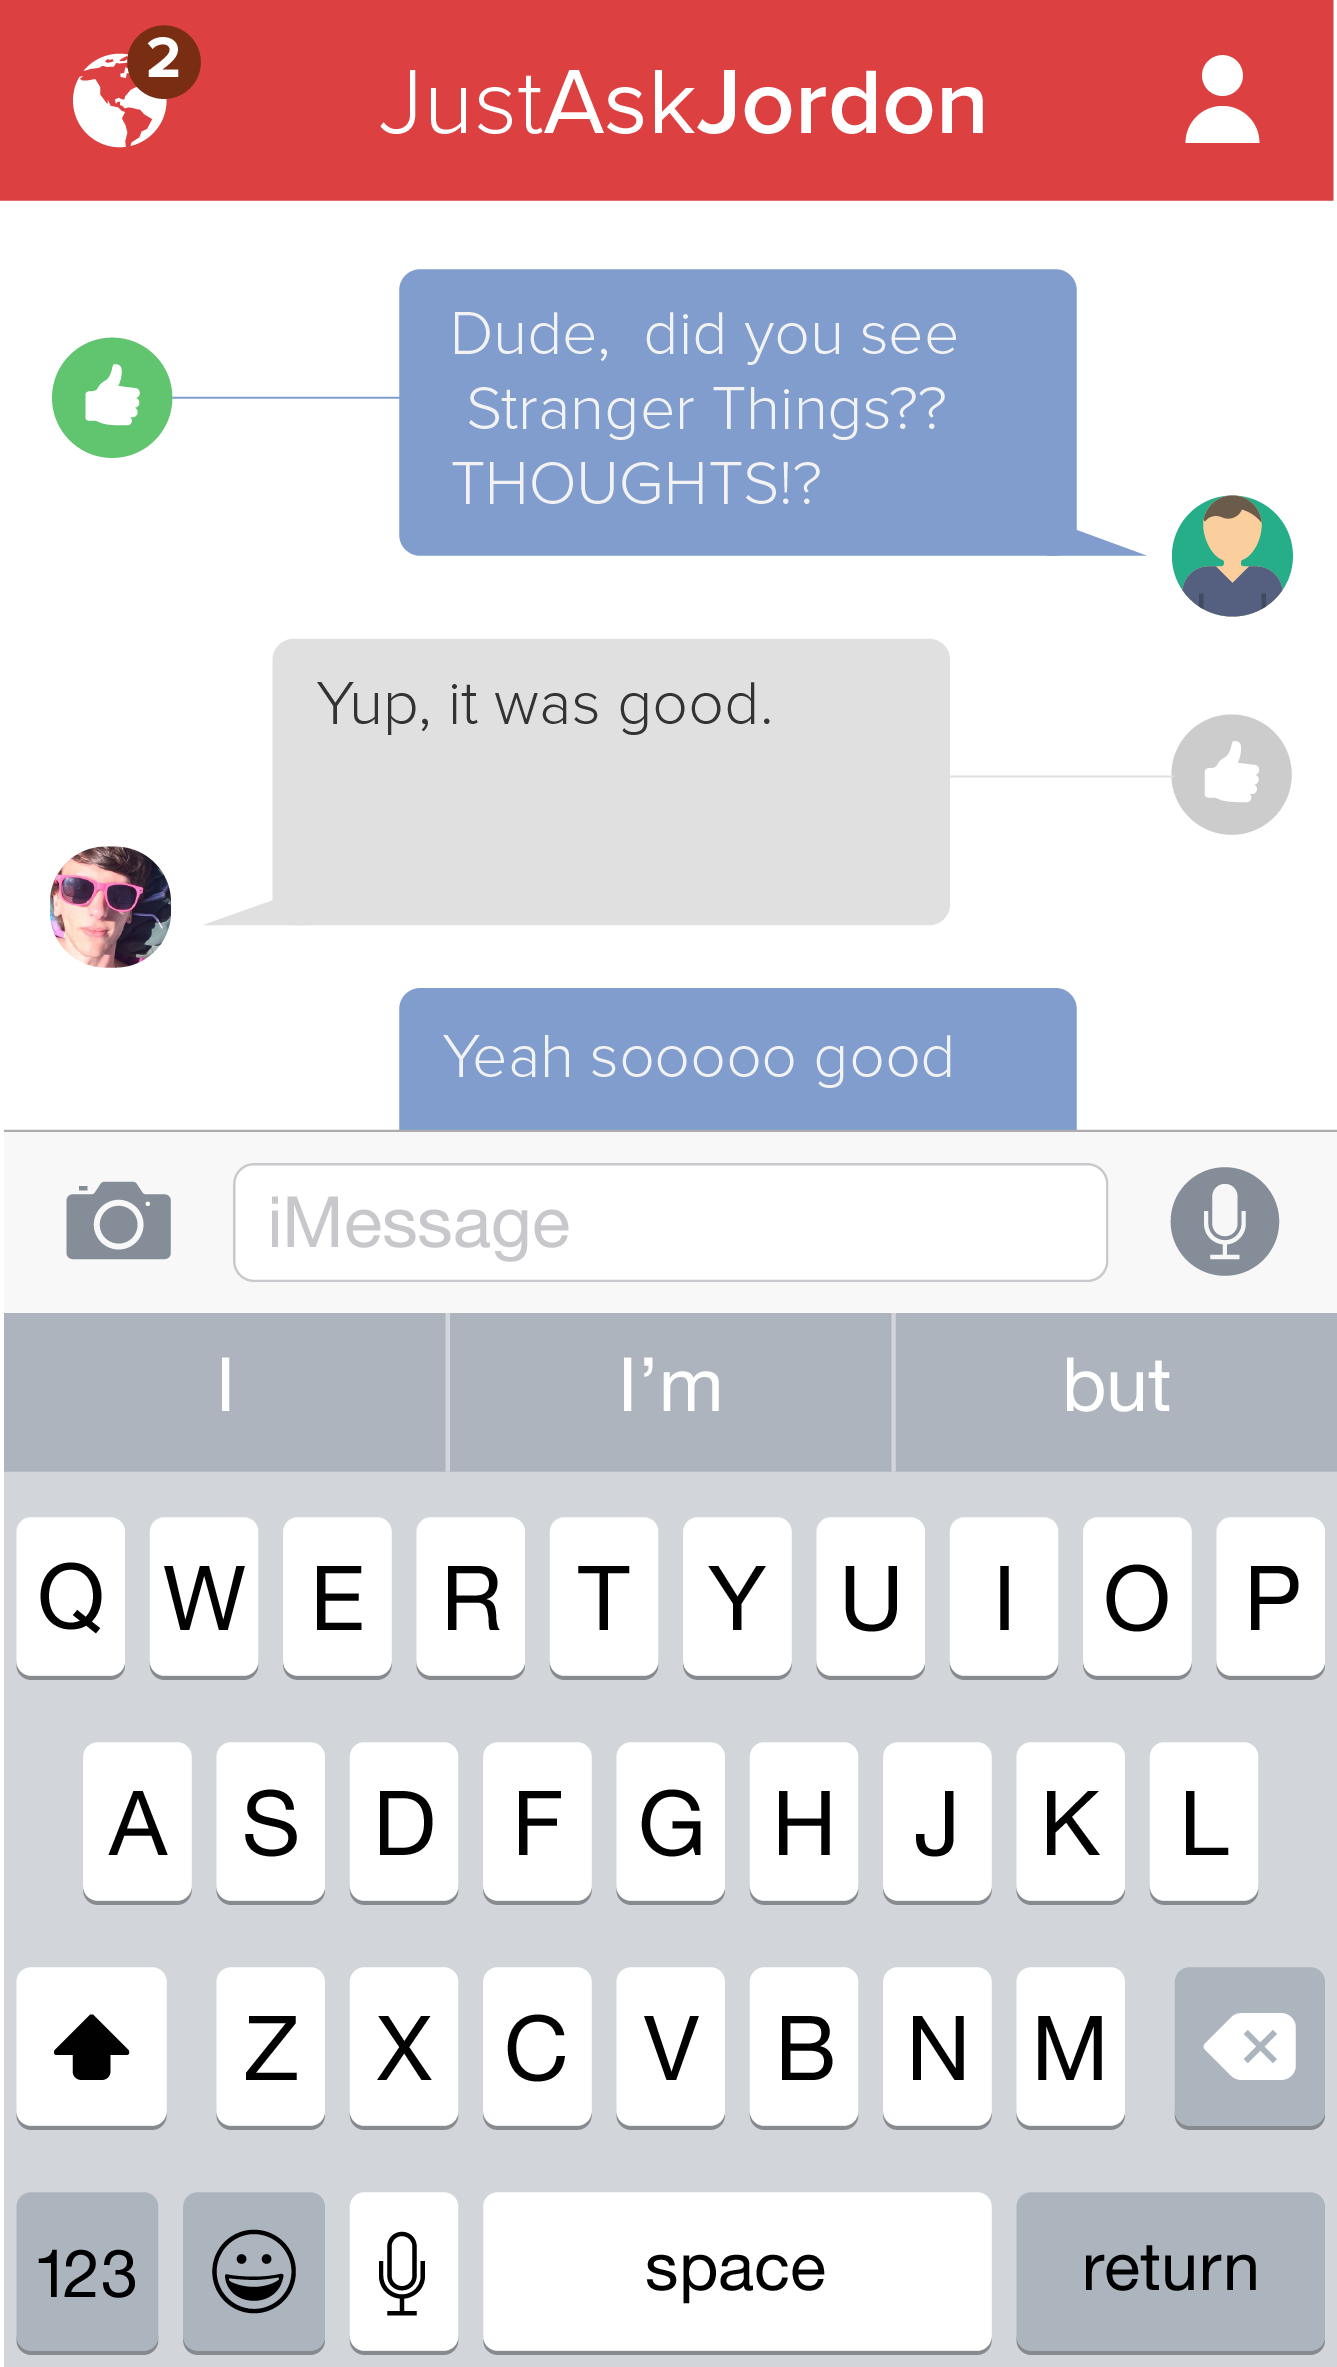 2
JustAskJordon
Dude, did you see
Stranger Things??
THOUGHTS!?
Yup, it was good.
Yeah sooooo good
iMessage
I I’m but
Q W E R T Y U I O P
A S D F G H J K L
Z X C V B N M
123 space return